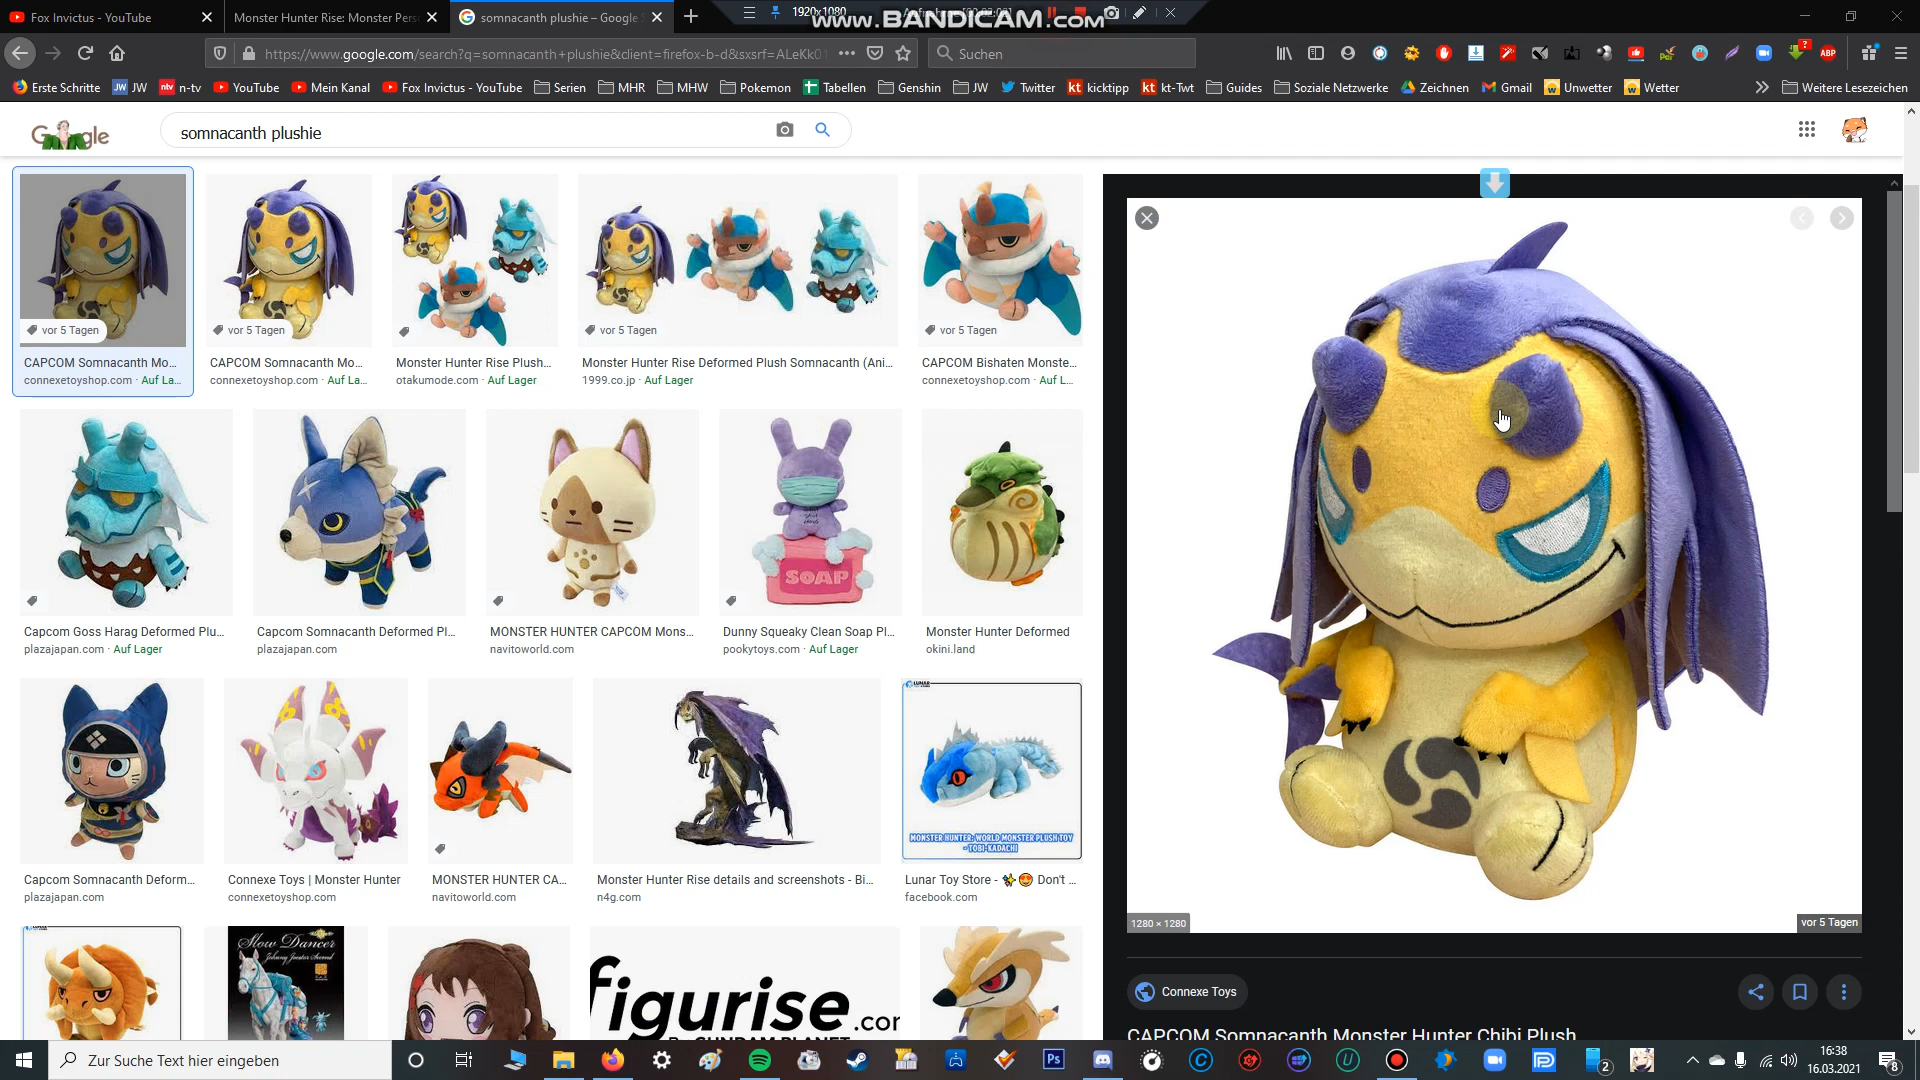 Fox Invictus - YouTube
Monster Hunter Rise: Monster Pers
somnacanth plushie – Google
1920x1080
www.BANDICAM.com
https://www.google.com/search?q=somnacanth+plushie&client=firefox-b-d&sxsrf=ALeKk01
Suchen
Erste Schritte
JW JW
ntv n-tv
YouTube
Mein Kanal
Fox Invictus - YouTube
Serien
MHR
MHW
Pokemon
Tabellen
Genshin
JW
Twitter
kt kicktipp
kt kt-Twt
Guides
Soziale Netzwerke
Zeichnen
Gmail
Unwetter
Wetter
Weitere Lesezeichen
ABP
Google
somnacanth plushie
vor 5 Tagen
vor 5 Tagen
vor 5 Tagen
vor 5 Tagen
CAPCOM Somnacanth Mo...
connexetoyshop.com · Auf La...
CAPCOM Somnacanth Mo...
connexetoyshop.com · Auf La...
Monster Hunter Rise Plush...
otakumode.com · Auf Lager
Monster Hunter Rise Deformed Plush Somnacanth (Ani...
1999.co.jp · Auf Lager
CAPCOM Bishaten Monste...
connexetoyshop.com · Auf L...
SOAP
Capcom Goss Harag Deformed Plu...
plazajapan.com · Auf Lager
Capcom Somnacanth Deformed Pl...
plazajapan.com
MONSTER HUNTER CAPCOM Mons...
navitoworld.com
Dunny Squeaky Clean Soap Pl...
pookytoys.com · Auf Lager
Monster Hunter Deformed
okini.land
MONSTER HUNTER: WORLD MONSTER PLUSH TOY
- TOBI-KADACHI
Capcom Somnacanth Deform...
plazajapan.com
Connexe Toys | Monster Hunter
connexetoyshop.com
MONSTER HUNTER CA...
navitoworld.com
Monster Hunter Rise details and screenshots - Bi...
n4g.com
Lunar Toy Store - ✨😍 Don't ...
facebook.com
Slow Dancer
figurise.com
1280 × 1280
vor 5 Tagen
Connexe Toys
CAPCOM Somnacanth Monster Hunter Chibi Plush
Zur Suche Text hier eingeben
Ps
2
16:38
16.03.2021
8